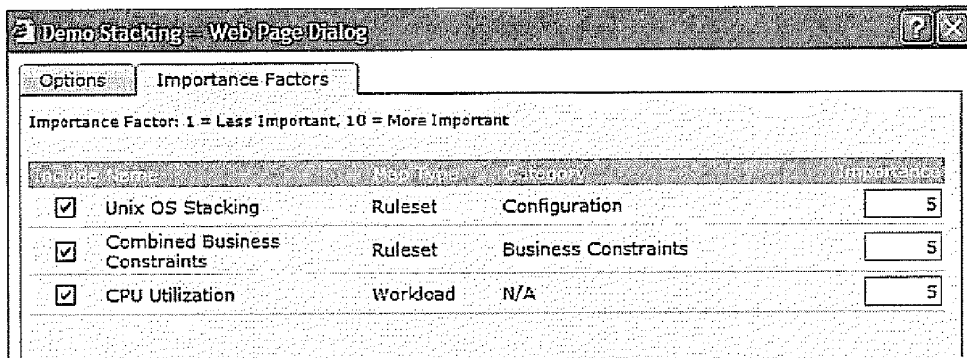 Demo Stacking -- Web Page Dialog
Options Importance Factors
Importance Factor: 1 = Less Important, 10 = More Important
Include Name Map Type Category Importance
Unix OS Stacking Ruleset Configuration 5
Combined Business Constraints Ruleset Business Constraints 5
CPU Utilization Workload N/A 5